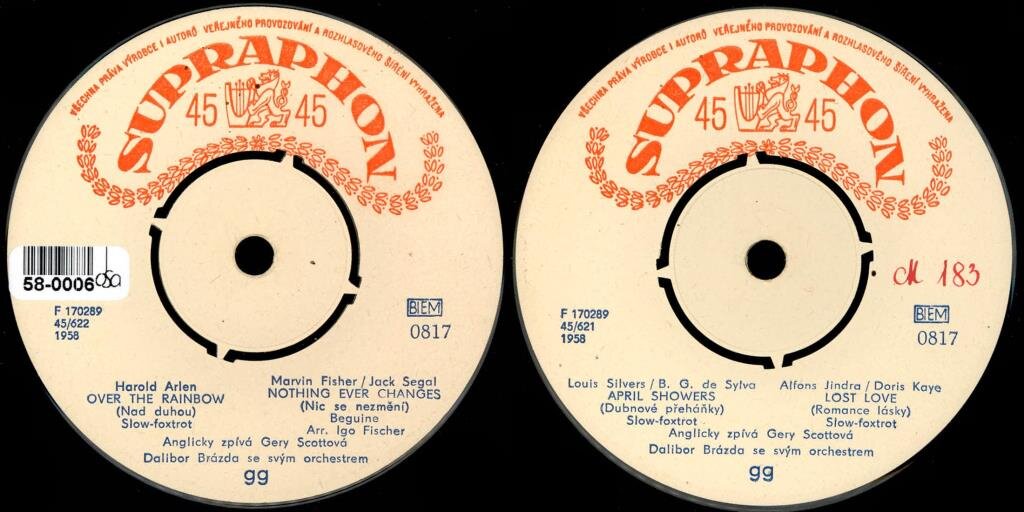 VŠECHNA PRÁVA VÝROBCE I AUTORŮ VEŘEJNÉHO PROVOZOVÁNÍ A ROZHLASOVÉHO ŠÍŘENÍ VYHRAŽENA
SUPRAPHON
45 45
58-0006
F 170289
45/622
1958
BIEM
0817
Harold Arlen
OVER THE RAINBOW
(Nad duhou)
Slow-foxtrot
Marvin Fisher / Jack Segal
NOTHING EVER CHANGES
(Nic se nezmění)
Beguine
Arr. Igo Fischer
Anglicky zpívá Gery Scottová
Dalibor Brázda se svým orchestrem
gg
VŠECHNA PRÁVA VÝROBCE I AUTORŮ VEŘEJNÉHO PROVOZOVÁNÍ A ROZHLASOVÉHO ŠÍŘENÍ VYHRAŽENA
SUPRAPHON
45 45
M 183
F 170289
45/621
1958
BIEM
0817
Louis Silvers / B. G. de Sylva
APRIL SHOWERS
(Dubnové přeháňky)
Slow-foxtrot
Alfons Jindra / Doris Kaye
LOST LOVE
(Romance lásky)
Slow-foxtrot
Anglicky zpívá Gery Scottová
Dalibor Brázda se svým orchestrem
gg